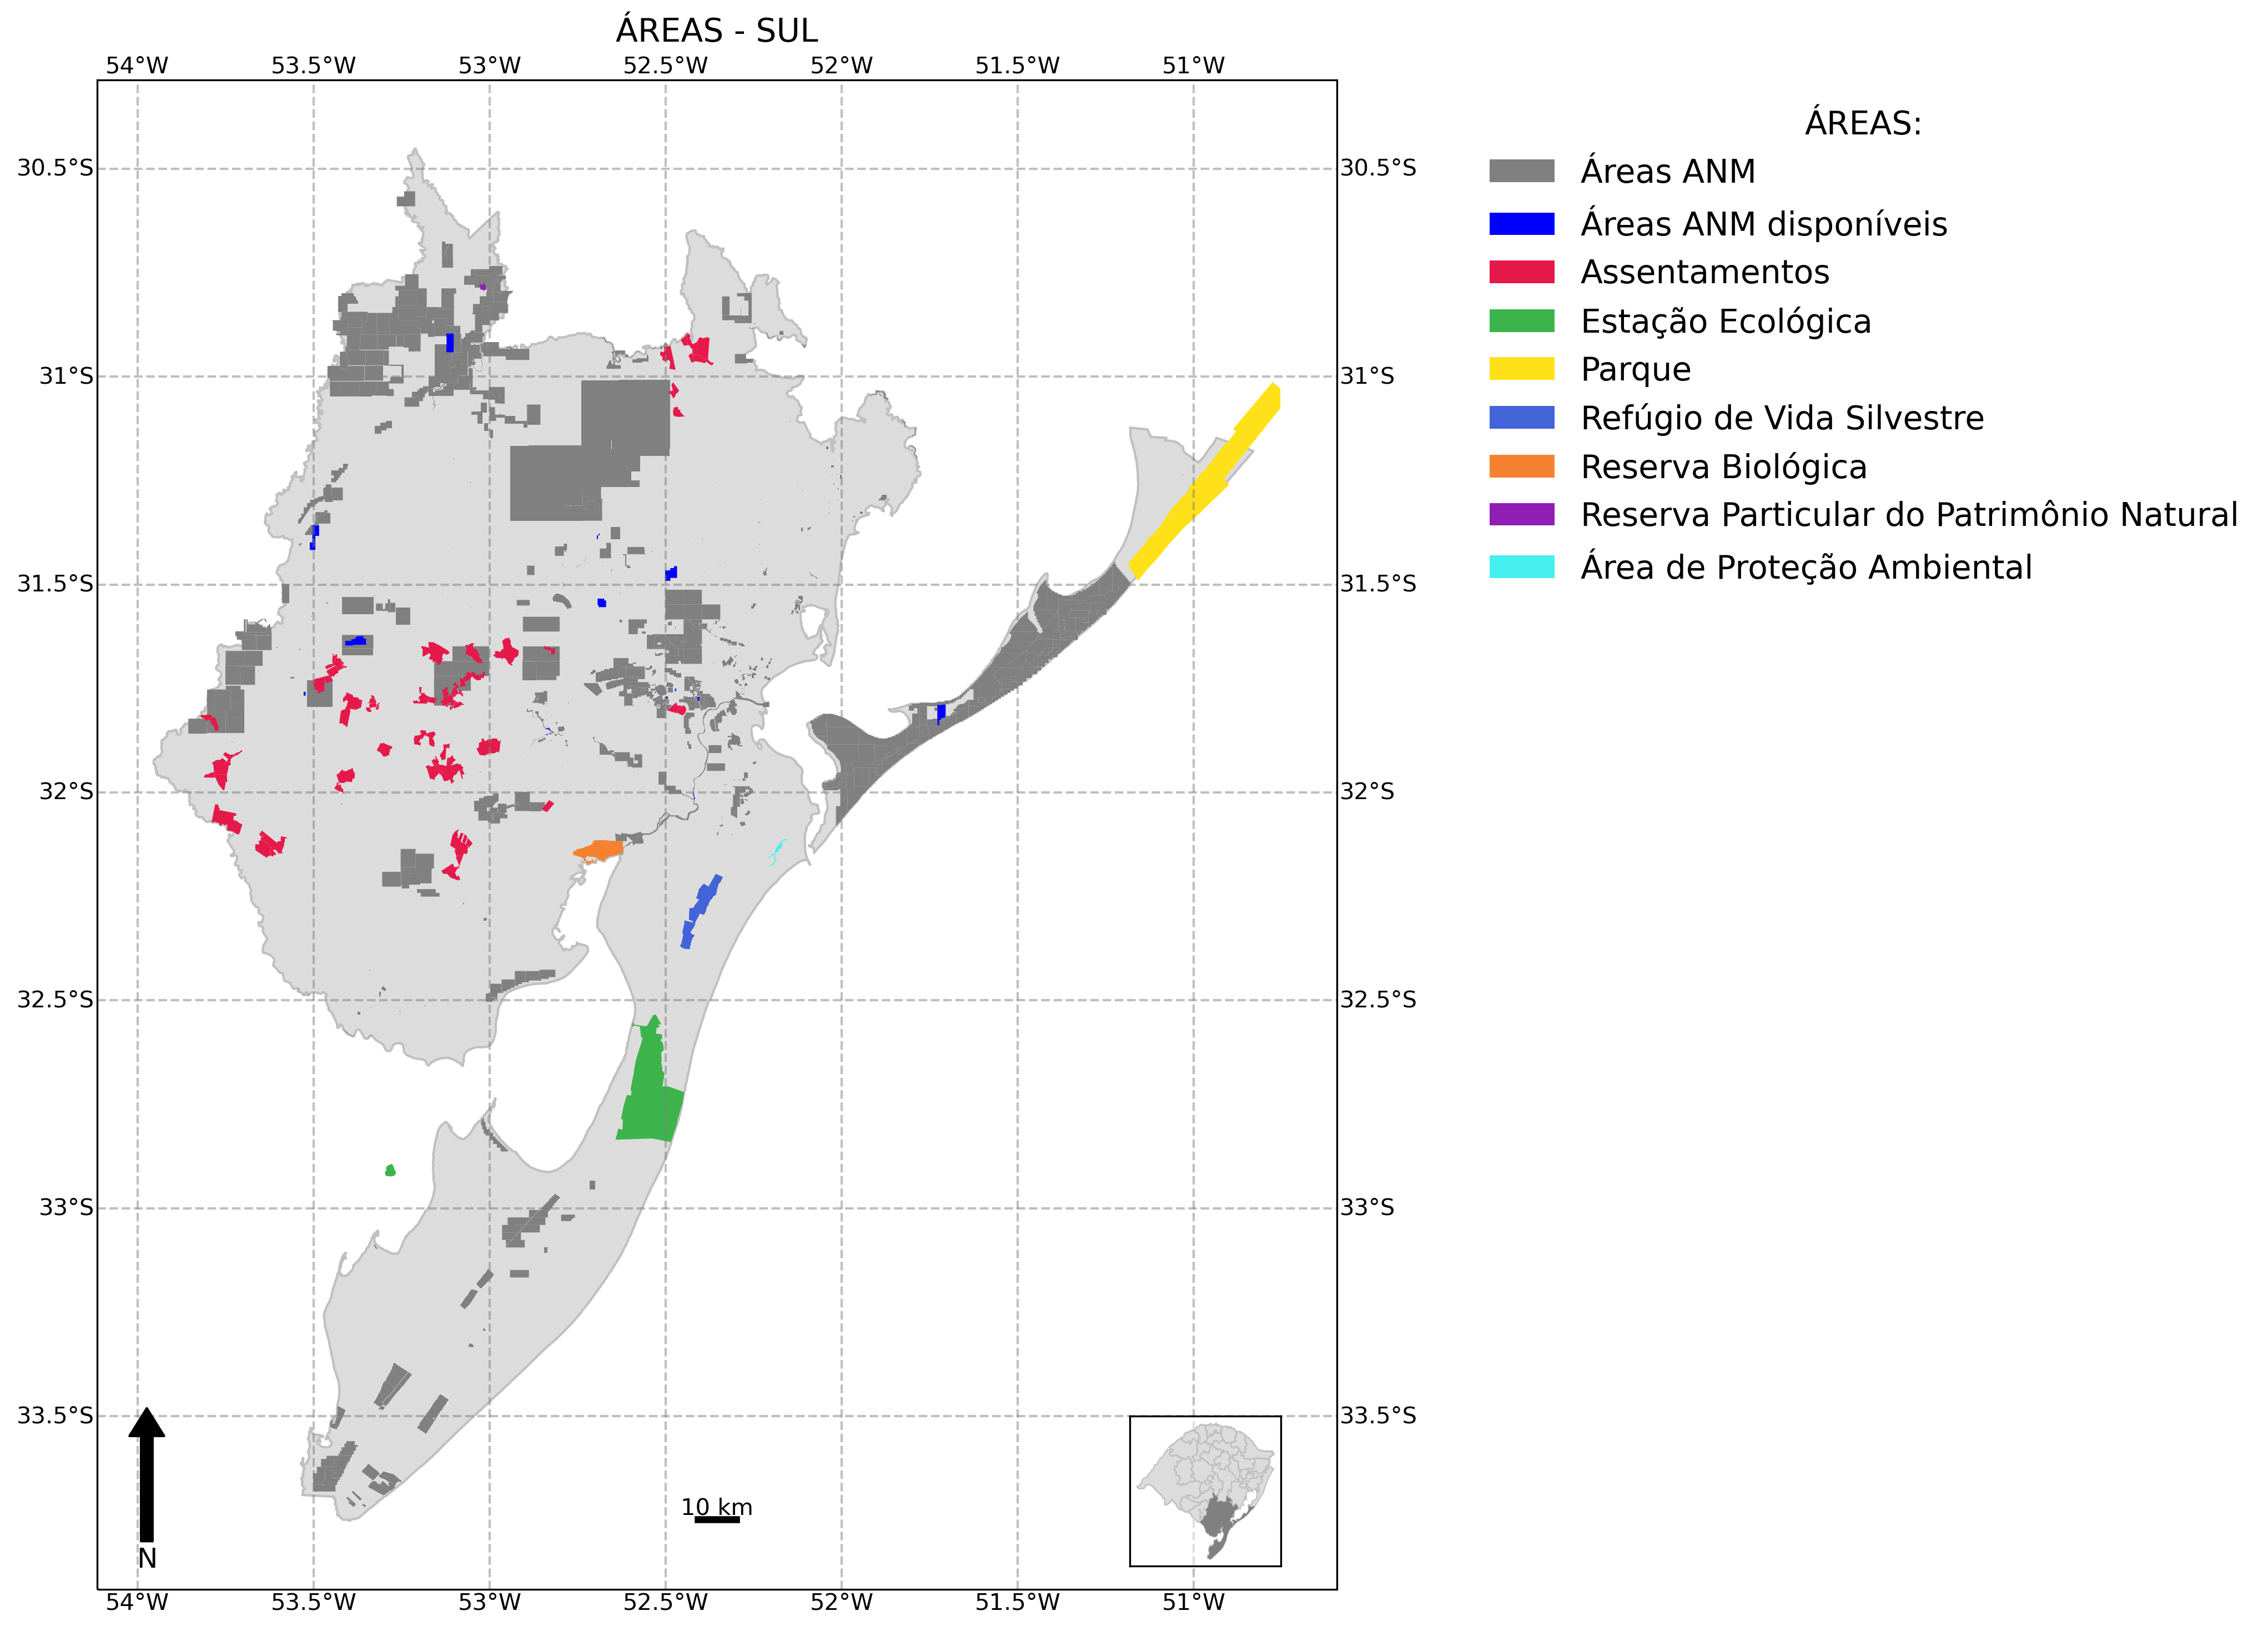 ÁREAS - SUL
54°W 53.5°W 53°W 52.5°W 52°W 51.5°W 51°W
ÁREAS:
Áreas ANM
Áreas ANM disponíveis
Assentamentos
Estação Ecológica
Parque
Refúgio de Vida Silvestre
Reserva Biológica
Reserva Particular do Patrimônio Natural
Área de Proteção Ambiental
30.5°S 30.5°S
31°S 31°S
31.5°S 31.5°S
32°S 32°S
32.5°S 32.5°S
33°S 33°S
33.5°S 33.5°S
10 km
N
54°W 53.5°W 53°W 52.5°W 52°W 51.5°W 51°W